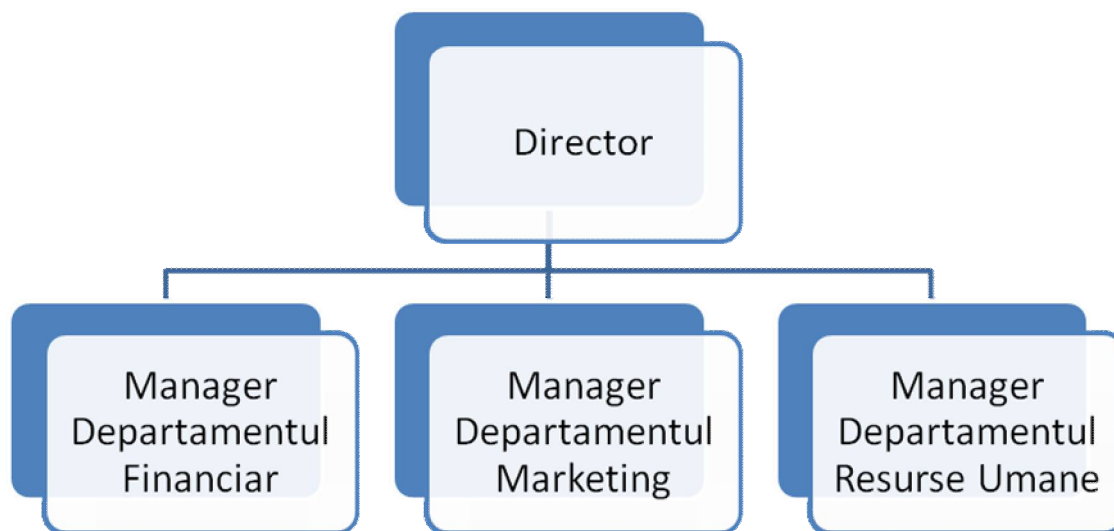 Director
Manager
Departamentul
Financiar
Manager
Departamentul
Marketing
Manager
Departamentul
Resurse Umane